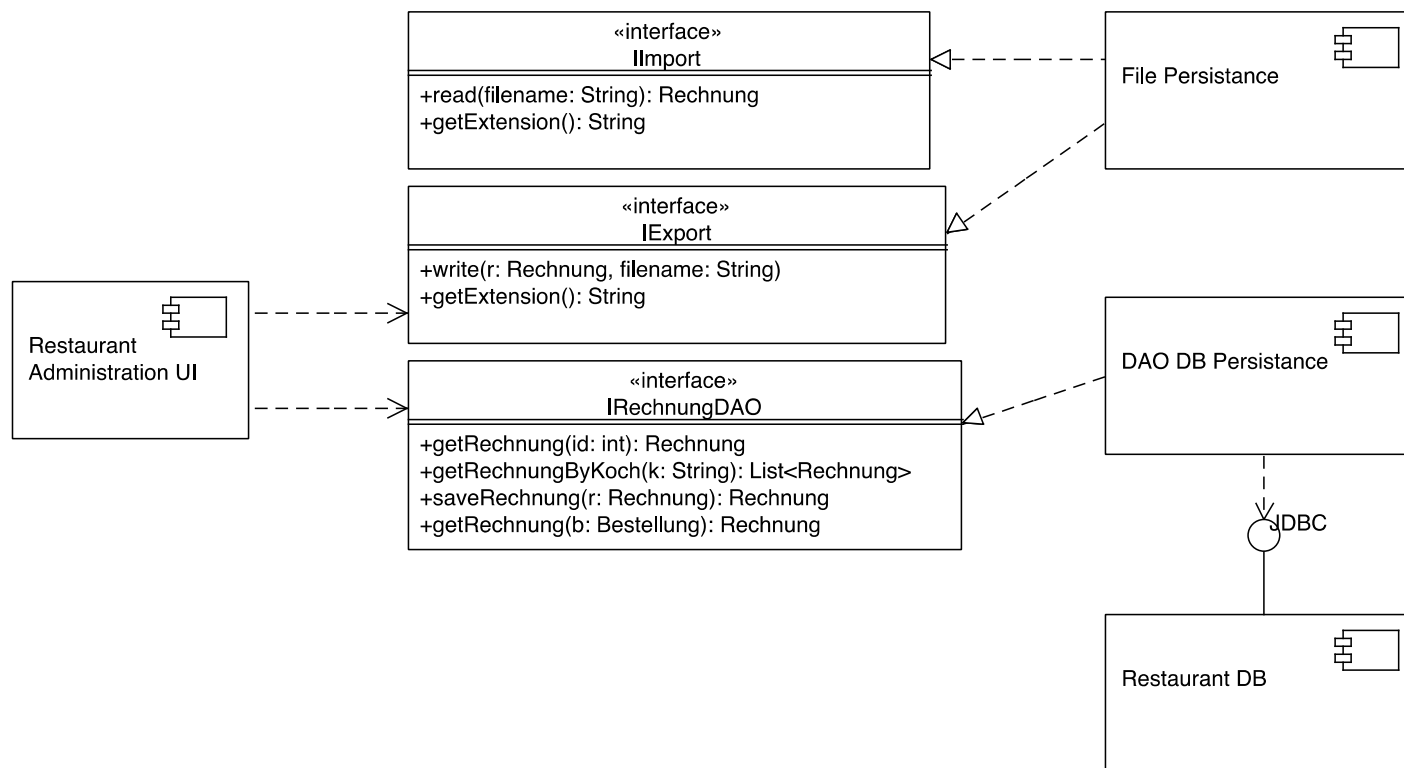 «interface»
IImport
+read(filename: String): Rechnung
+getExtension(): String
File Persistance
«interface»
IExport
+write(r: Rechnung, filename: String)
+getExtension(): String
Restaurant
Administration UI
«interface»
IRechnungDAO
+getRechnung(id: int): Rechnung
+getRechnungByKoch(k: String): List<Rechnung>
+saveRechnung(r: Rechnung): Rechnung
+getRechnung(b: Bestellung): Rechnung
DAO DB Persistance
JDBC
Restaurant DB